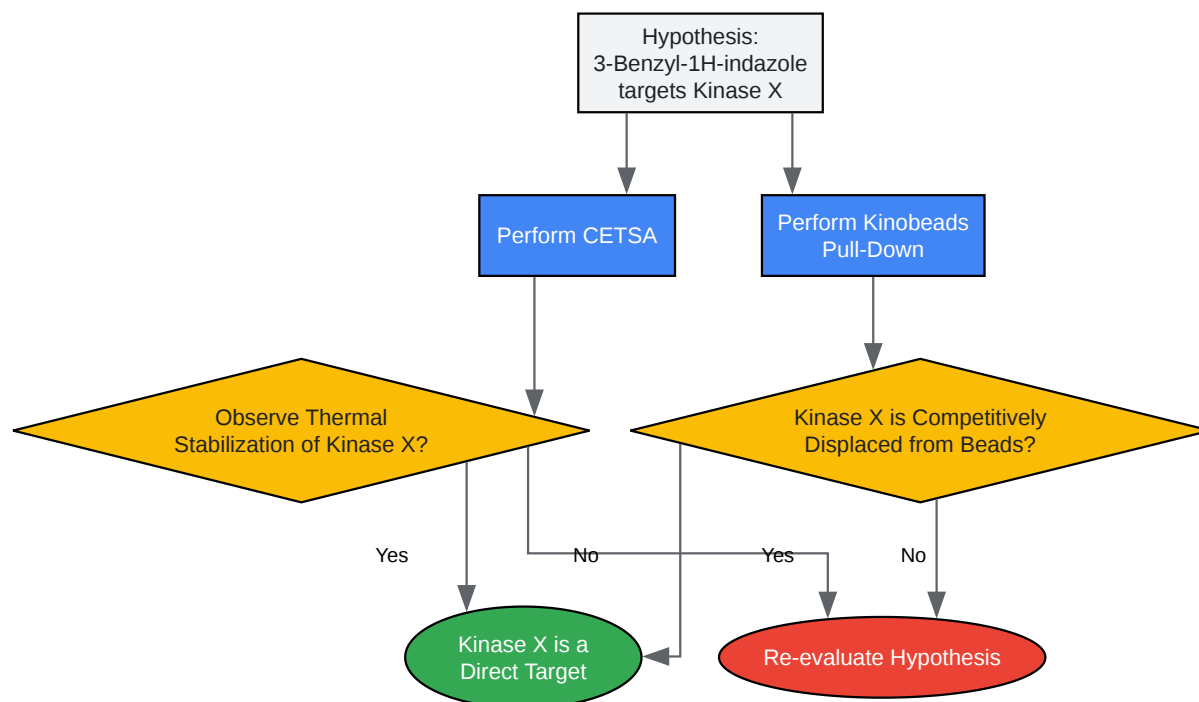 Hypothesis:
3-Benzyl-1H-indazole
targets Kinase X
Perform CETSA
Perform Kinobeads
Pull-Down
Observe Thermal
Stabilization of Kinase X?
Kinase X is Competitively
Displaced from Beads?
Yes
No
Yes
No
Kinase X is a
Direct Target
Re-evaluate Hypothesis